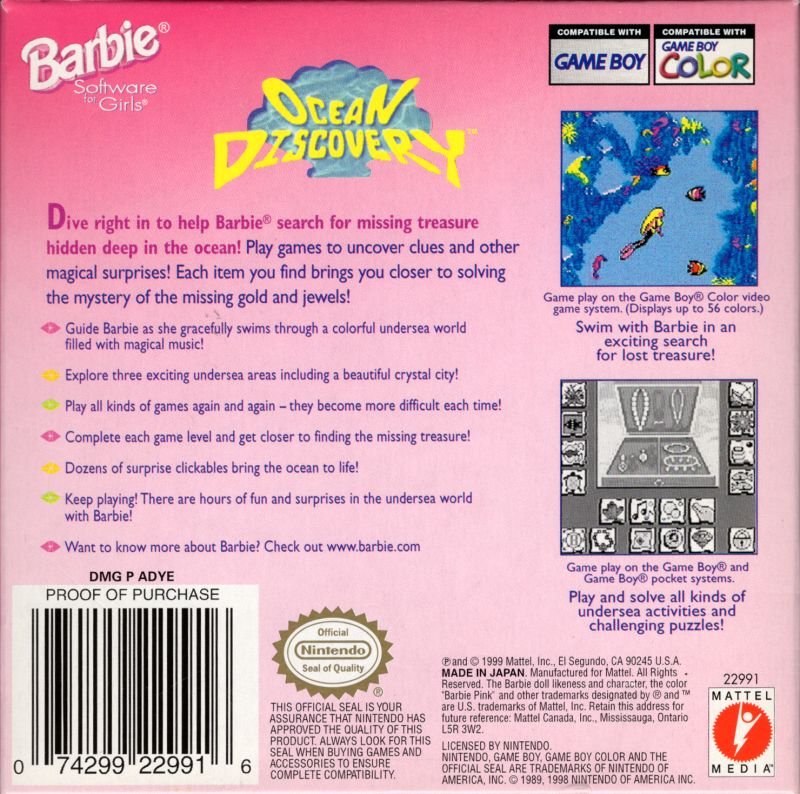 Barbie®
Software
for Girls®
OCEAN
DISCOVERY™
COMPATIBLE WITH
GAME BOY
COMPATIBLE WITH
GAME BOY
COLOR
Dive right in to help Barbie® search for missing treasure
hidden deep in the ocean! Play games to uncover clues and other
magical surprises! Each item you find brings you closer to solving
the mystery of the missing gold and jewels!
Guide Barbie as she gracefully swims through a colorful undersea world
filled with magical music!
Explore three exciting undersea areas including a beautiful crystal city!
Play all kinds of games again and again – they become more difficult each time!
Complete each game level and get closer to finding the missing treasure!
Dozens of surprise clickables bring the ocean to life!
Keep playing! There are hours of fun and surprises in the undersea world
with Barbie!
Want to know more about Barbie? Check out www.barbie.com
Game play on the Game Boy® Color video
game system. (Displays up to 56 colors.)
Swim with Barbie in an
exciting search
for lost treasure!
Game play on the Game Boy® and
Game Boy® pocket systems.
Play and solve all kinds of
undersea activities and
challenging puzzles!
DMG P ADYE
PROOF OF PURCHASE
0 74299 22991 6
Official
Nintendo
Seal of Quality
®
THIS OFFICIAL SEAL IS YOUR
ASSURANCE THAT NINTENDO HAS
APPROVED THE QUALITY OF THIS
PRODUCT. ALWAYS LOOK FOR THIS
SEAL WHEN BUYING GAMES AND
ACCESSORIES TO ENSURE
COMPLETE COMPATIBILITY.
℗ and © 1999 Mattel, Inc., El Segundo, CA 90245 U.S.A.
MADE IN JAPAN. Manufactured for Mattel. All Rights
Reserved. The Barbie doll likeness and character, the color
"Barbie Pink" and other trademarks designated by ® and ™
are U.S. trademarks of Mattel, Inc. Retain this address for
future reference: Mattel Canada, Inc., Mississauga, Ontario
L5R 3W2.
LICENSED BY NINTENDO.
NINTENDO, GAME BOY, GAME BOY COLOR AND THE
OFFICIAL SEAL ARE TRADEMARKS OF NINTENDO OF
AMERICA, INC. © 1989, 1998 NINTENDO OF AMERICA INC.
22991
MATTEL
MEDIA™